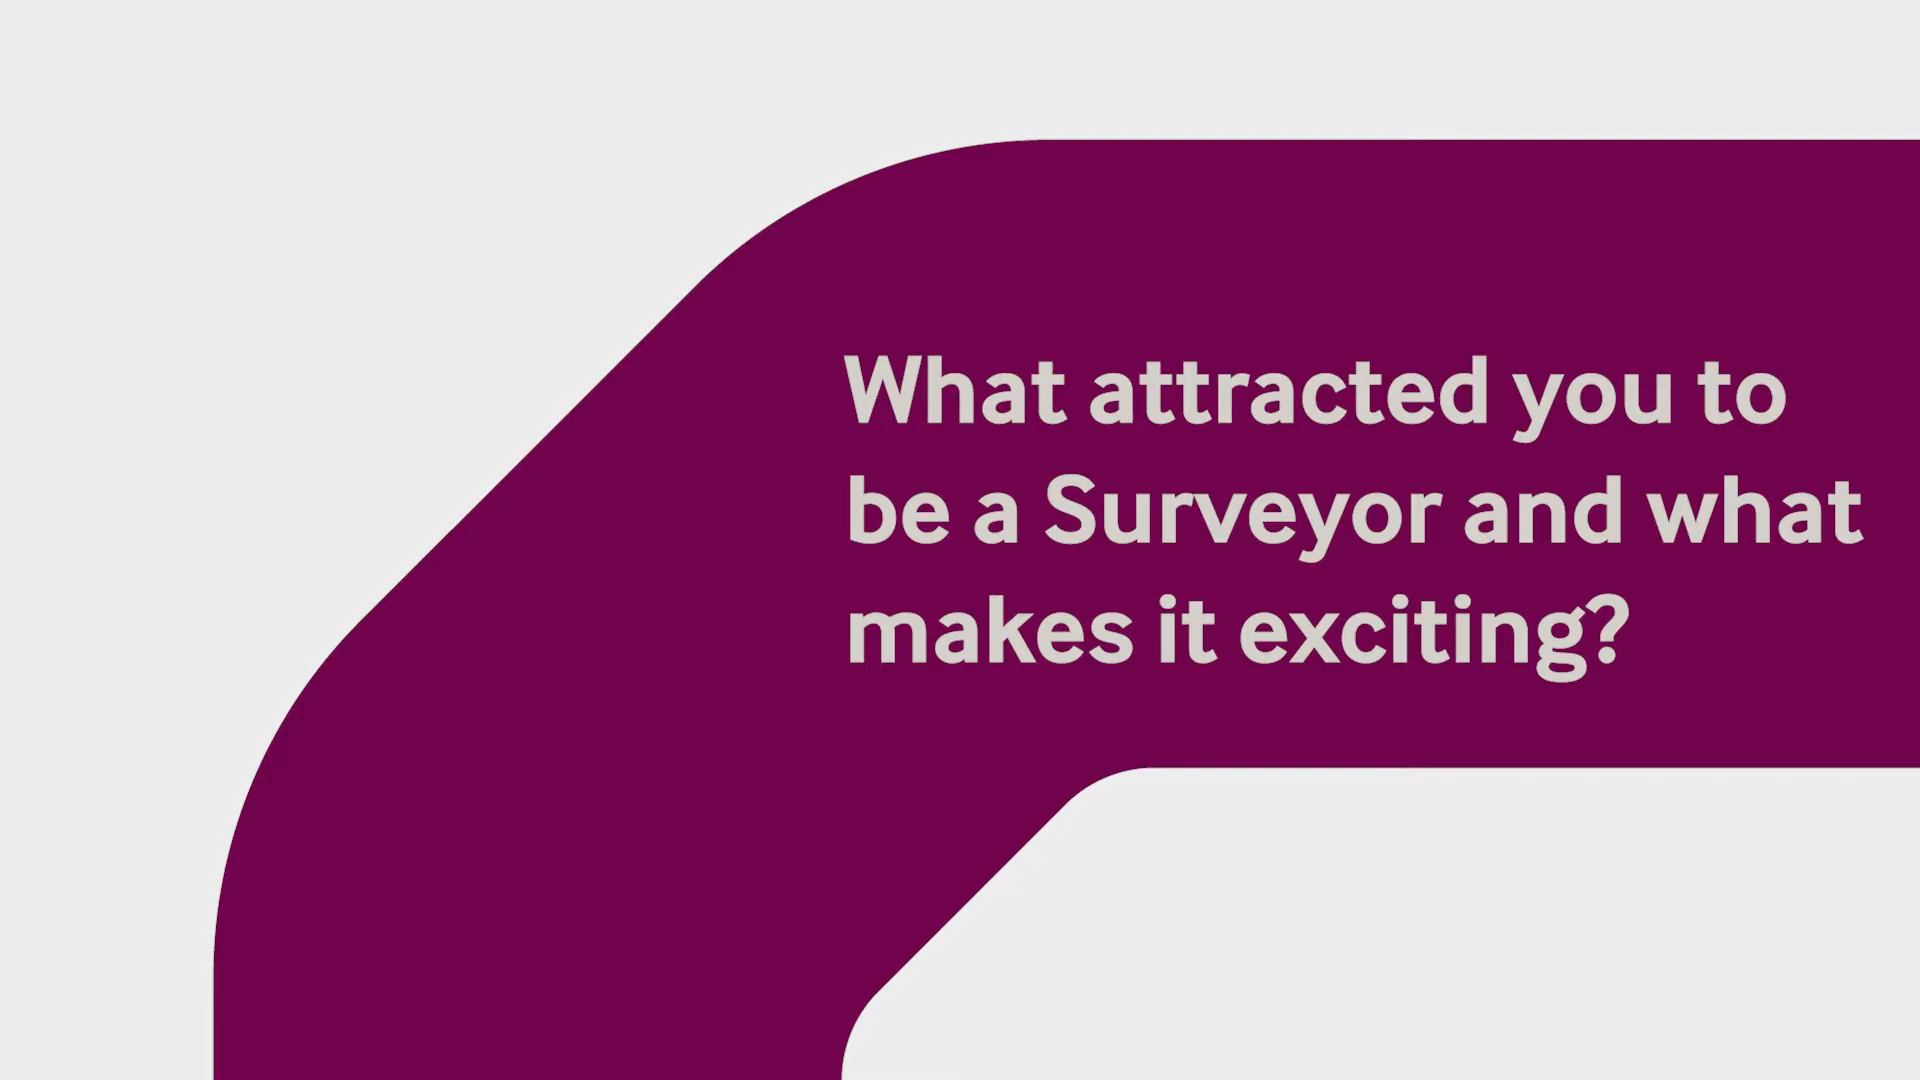 What attracted you to
be a Surveyor and what
makes it exciting?